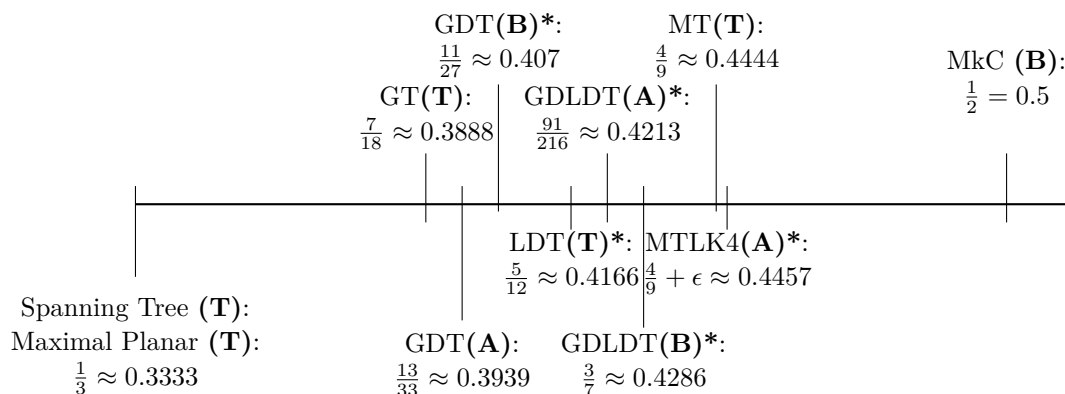 GDT(B)*:
11/27 ≈ 0.407
MT(T):
4/9 ≈ 0.4444
MkC (B):
1/2 = 0.5
GT(T):
7/18 ≈ 0.3888
GDLDT(A)*:
91/216 ≈ 0.4213
LDT(T)*:
5/12 ≈ 0.4166
MTLK4(A)*:
4/9 + ϵ ≈ 0.4457
Spanning Tree (T):
Maximal Planar (T):
1/3 ≈ 0.3333
GDT(A):
13/33 ≈ 0.3939
GDLDT(B)*:
3/7 ≈ 0.4286